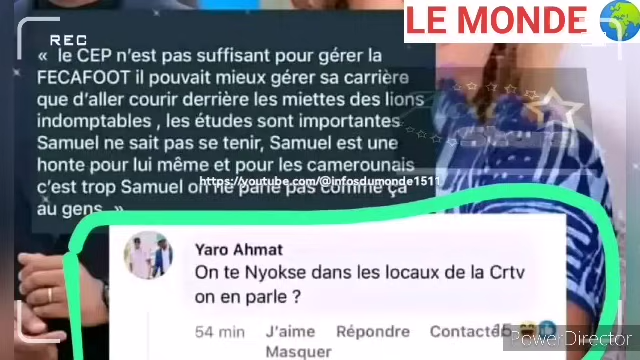 LE MONDE
REC
« le CEP n’est pas suffisant pour gérer la
FECAFOOT il pouvait mieux gérer sa carrière
que d’aller courir derrière les miettes des lions
indomptables , les études sont importantes
Samuel ne sait pas se tenir, Samuel est une
honte pour lui même et pour les camerounais
c’est trop Samuel on ne parle pas comme ça
https://youtube.com/@infosdumonde1511
au gens »
Yaro Ahmat
On te Nyokse dans les locaux de la Crtv
on en parle ?
54 min J’aime Répondre Contacter
Masquer
PowerDirector